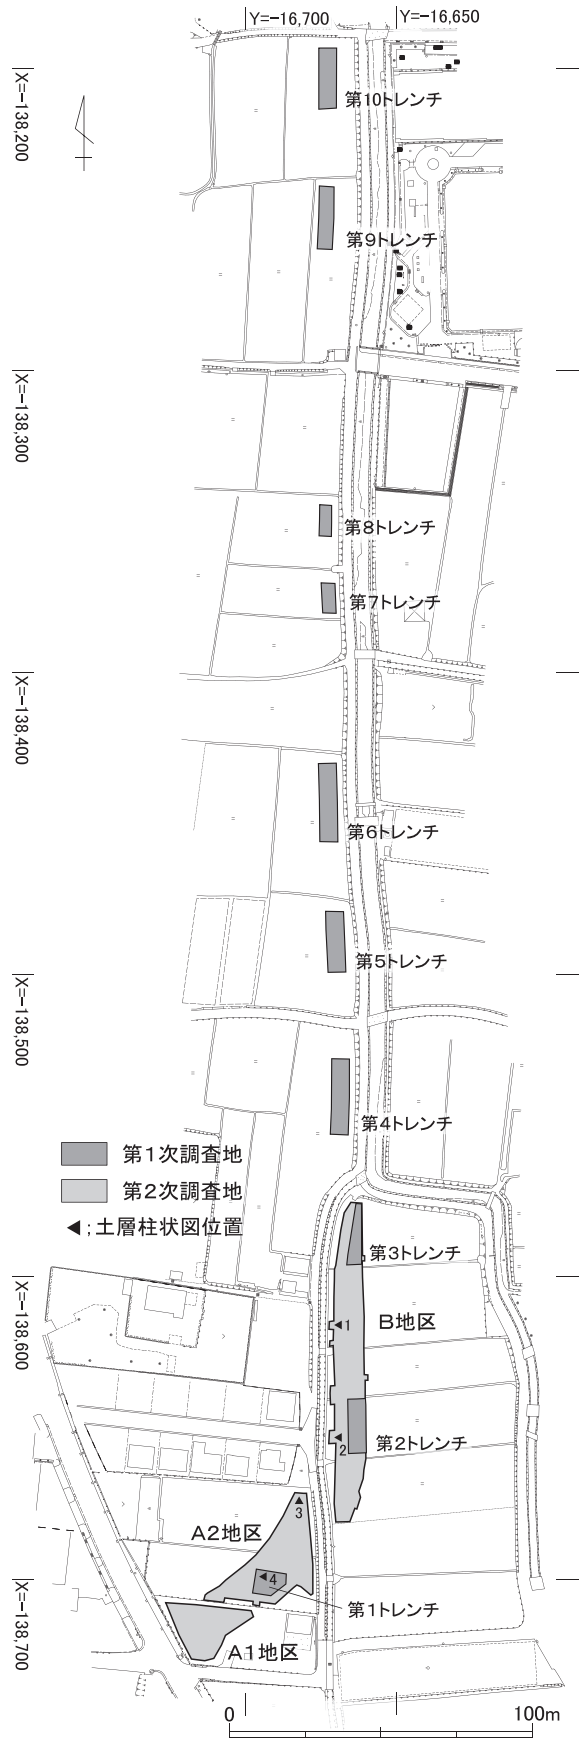 Y=-16,700
Y=-16,650
X=-138,200
第10トレンチ
第9トレンチ
X=-138,300
第8トレンチ
第7トレンチ
X=-138,400
第6トレンチ
第5トレンチ
X=-138,500
第4トレンチ
第1次調査地
第2次調査地
◀;土層柱状図位置
第3トレンチ
X=-138,600
◀1
B地区
◀2
第2トレンチ
▲3
A2地区
◀4
第1トレンチ
X=-138,700
A1地区
0
100m